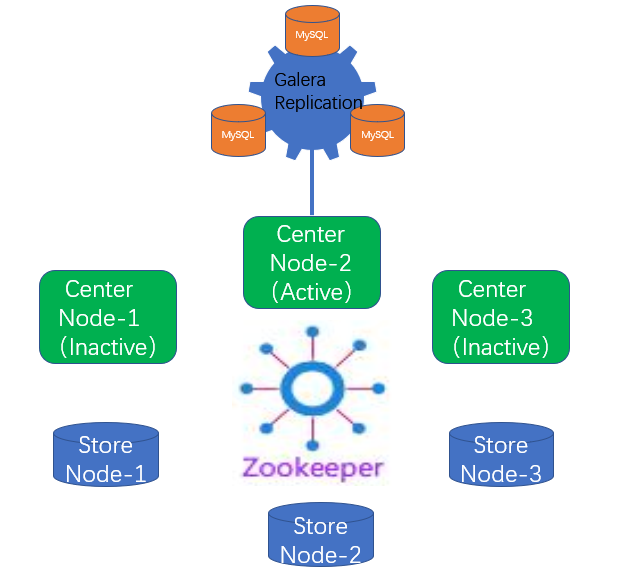 MySQL
Galera
Replication
MySQL
MySQL
Center
Node-2
（Active）
Center
Node-1
（Inactive）
Center
Node-3
（Inactive）
Store
Node-1
Store
Node-3
Zookeeper
Store
Node-2